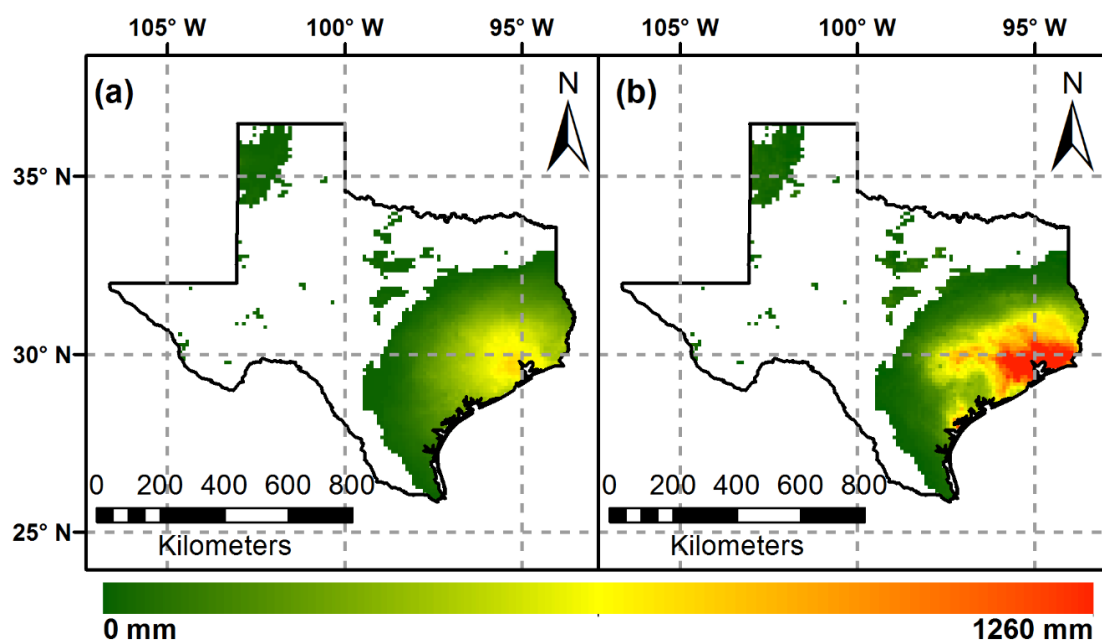 105° W 100° W 95° W 105° W 100° W 95° W
(a) N (b) N
35° N
30° N
0 200 400 600 800 0 200 400 600 800
25° N
Kilometers Kilometers
0 mm 1260 mm